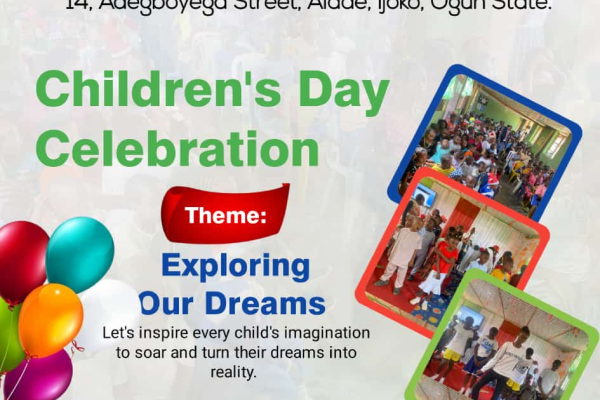 14, Adegboyega Street, Alade, Ijoko, Ogun State.
Children's Day
Celebration
Theme:
Exploring
Our Dreams
Let's inspire every child's imagination
to soar and turn their dreams into
reality.